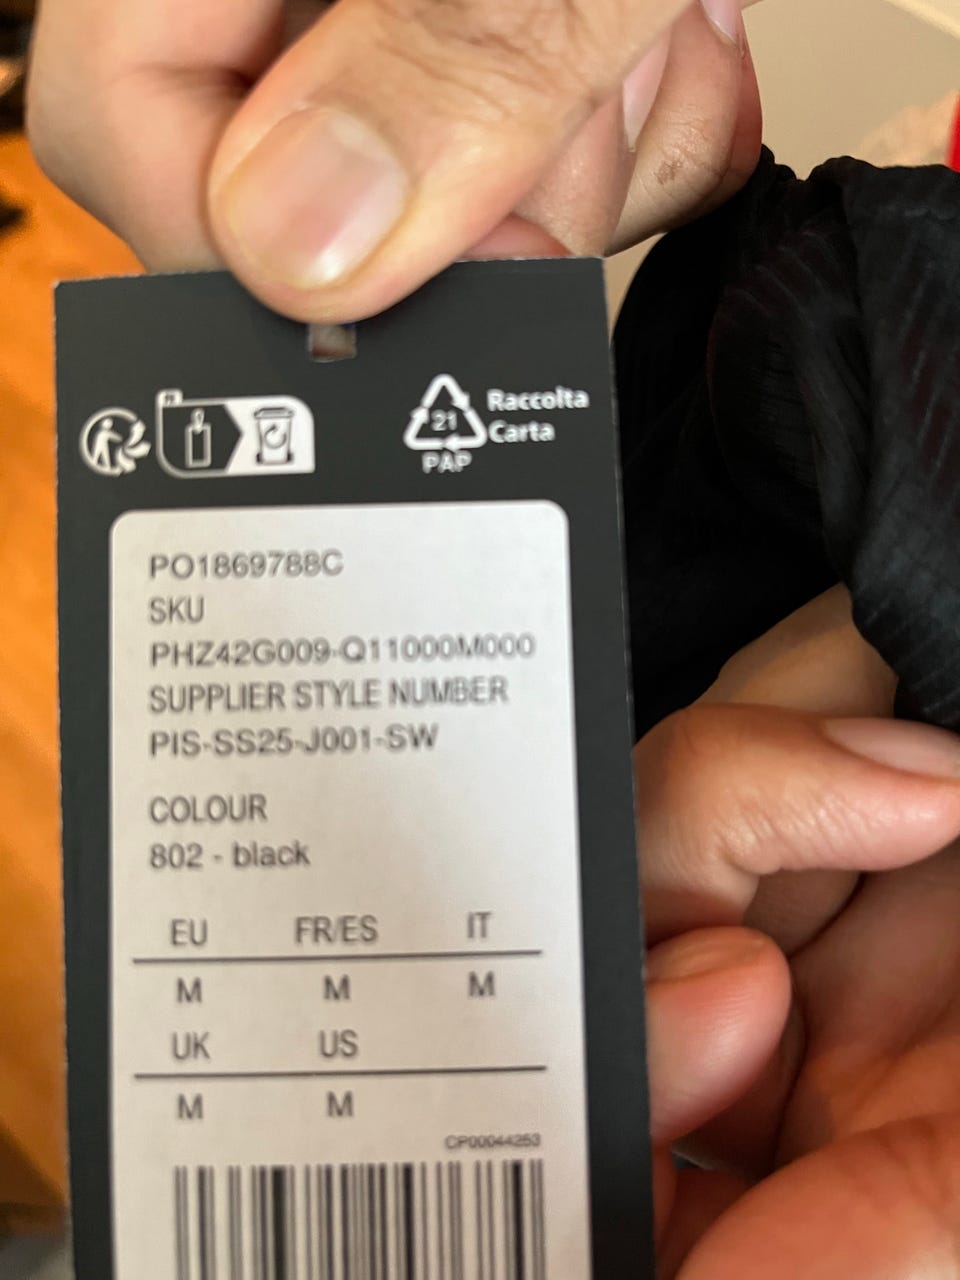 FR
21
PAP
Raccolta
Carta
PO1869788C
SKU
PHZ42G009-Q11000M000
SUPPLIER STYLE NUMBER
PIS-SS25-J001-SW
COLOUR
802 - black
EU FR/ES IT
M M M
UK US
M M
CP00044253